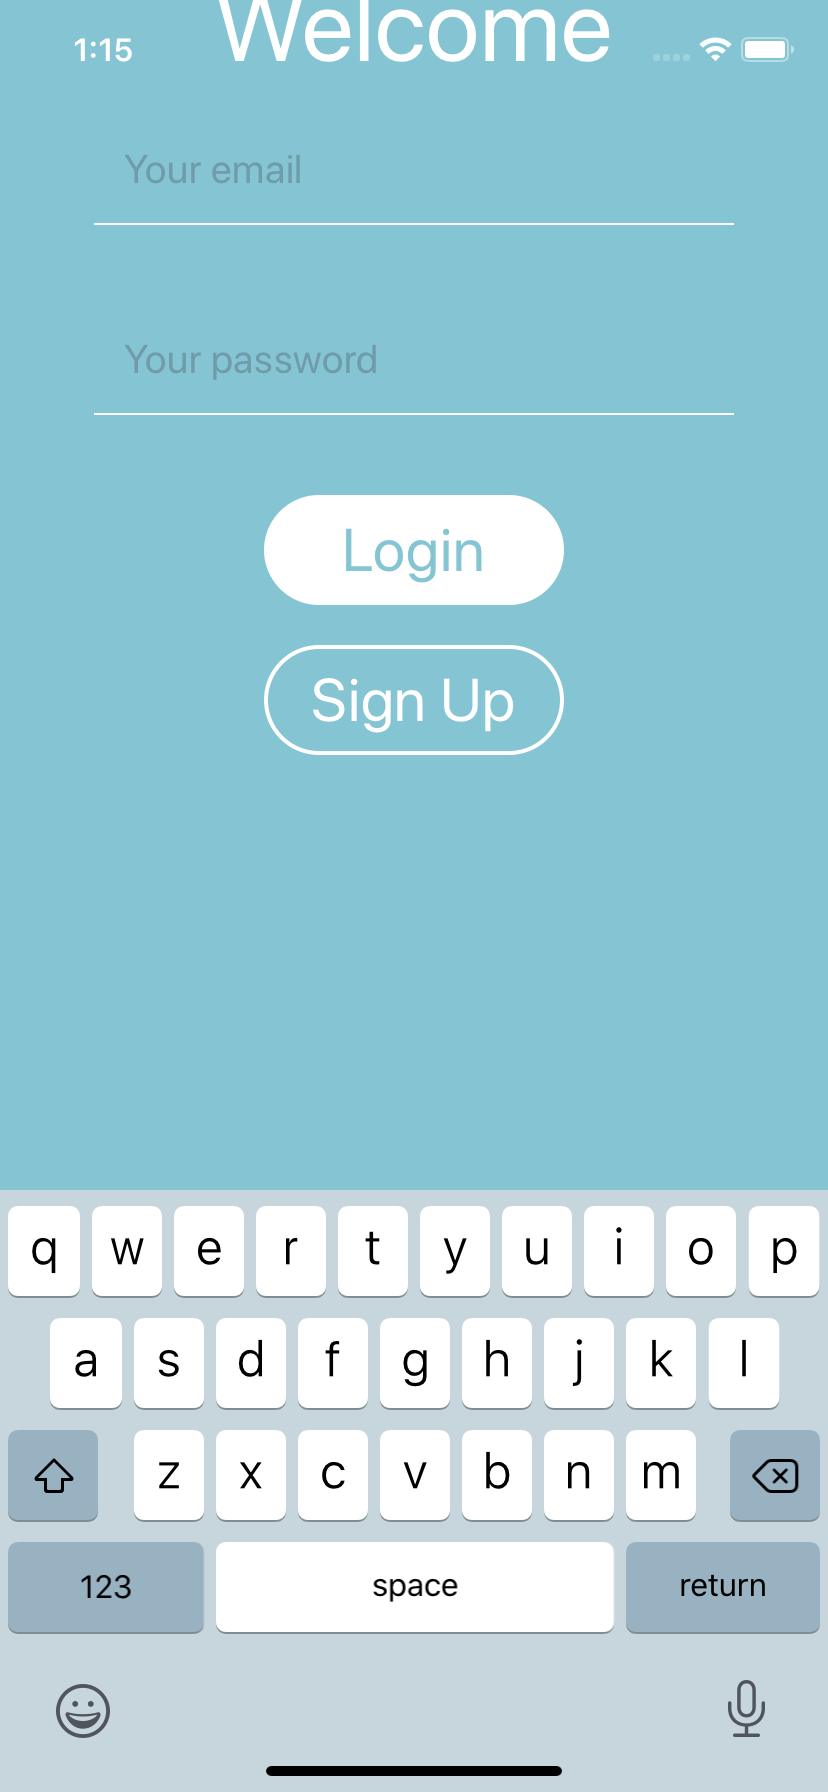 1:15
Welcome
Your email
Your password
Login
Sign Up
q w e r t y u i o p
a s d f g h j k l
z x c v b n m
123 space return